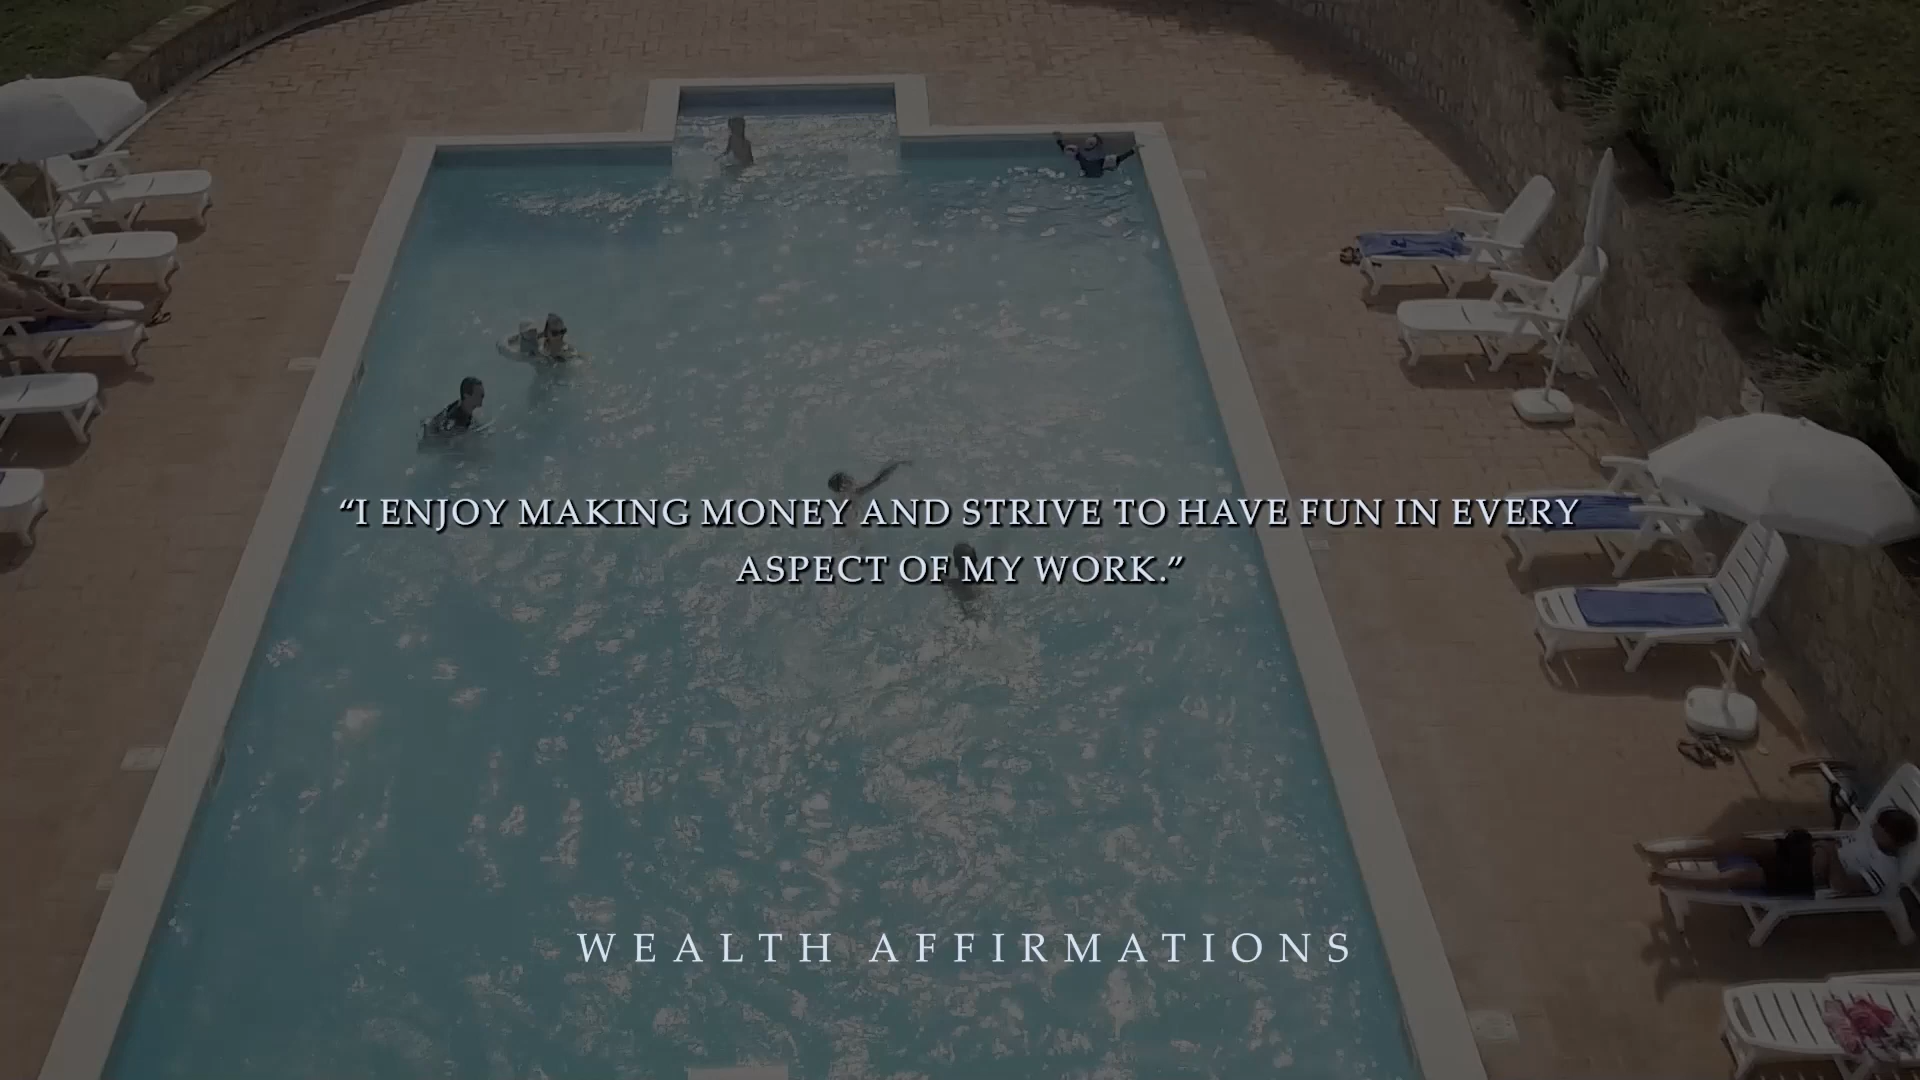 “I ENJOY MAKING MONEY AND STRIVE TO HAVE FUN IN EVERY
ASPECT OF MY WORK.”
WEALTH AFFIRMATIONS